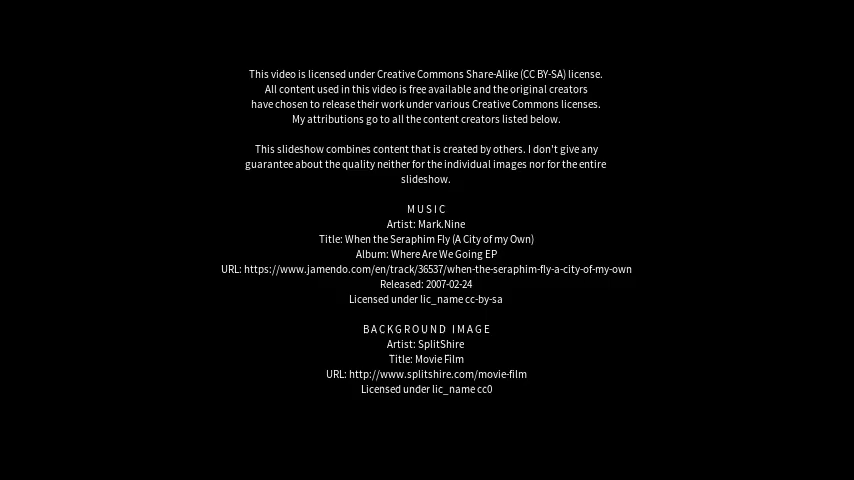 This video is licensed under Creative Commons Share-Alike (CC BY-SA) license.
All content used in this video is free available and the original creators
have chosen to release their work under various Creative Commons licenses.
My attributions go to all the content creators listed below.
This slideshow combines content that is created by others. I don't give any
guarantee about the quality neither for the individual images nor for the entire
slideshow.
MUSIC
Artist: Mark.Nine
Title: When the Seraphim Fly (A City of my Own)
Album: Where Are We Going EP
URL: https://www.jamendo.com/en/track/36537/when-the-seraphim-fly-a-city-of-my-own
Released: 2007-02-24
Licensed under lic_name cc-by-sa
BACKGROUND IMAGE
Artist: SplitShire
Title: Movie Film
URL: http://www.splitshire.com/movie-film
Licensed under lic_name cc0